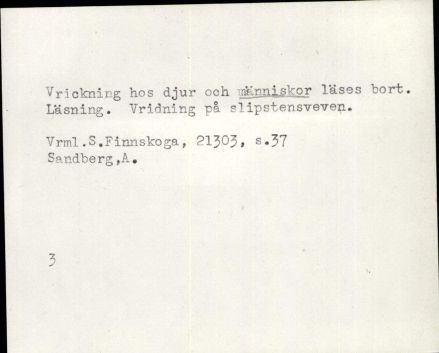 Vrickning hos djur och människor läses bort.
Läsning. Vridning på slipstensveven.
Vrml.S.Finnskoga, 21303, s.37
Sandberg,A.
3